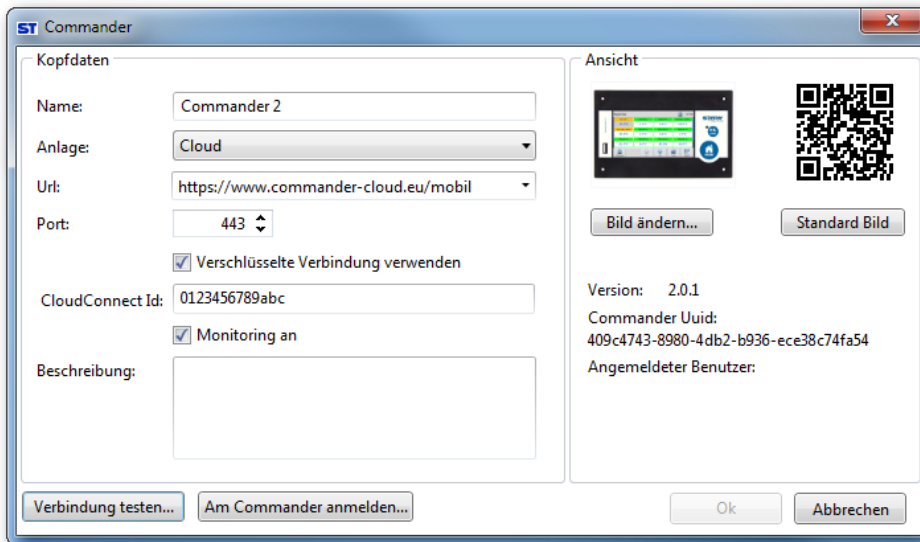 ST Commander
Kopfdaten
Name: Commander 2
Anlage: Cloud
Url: https://www.commander-cloud.eu/mobil
Port: 443
Verschlüsselte Verbindung verwenden
CloudConnect Id: 0123456789abc
Monitoring an
Beschreibung:
Ansicht
Bild ändern...
Standard Bild
Version: 2.0.1
Commander Uuid:
409c4743-8980-4db2-b936-ece38c74fa54
Angemeldeter Benutzer:
Verbindung testen...
Am Commander anmelden...
Ok
Abbrechen